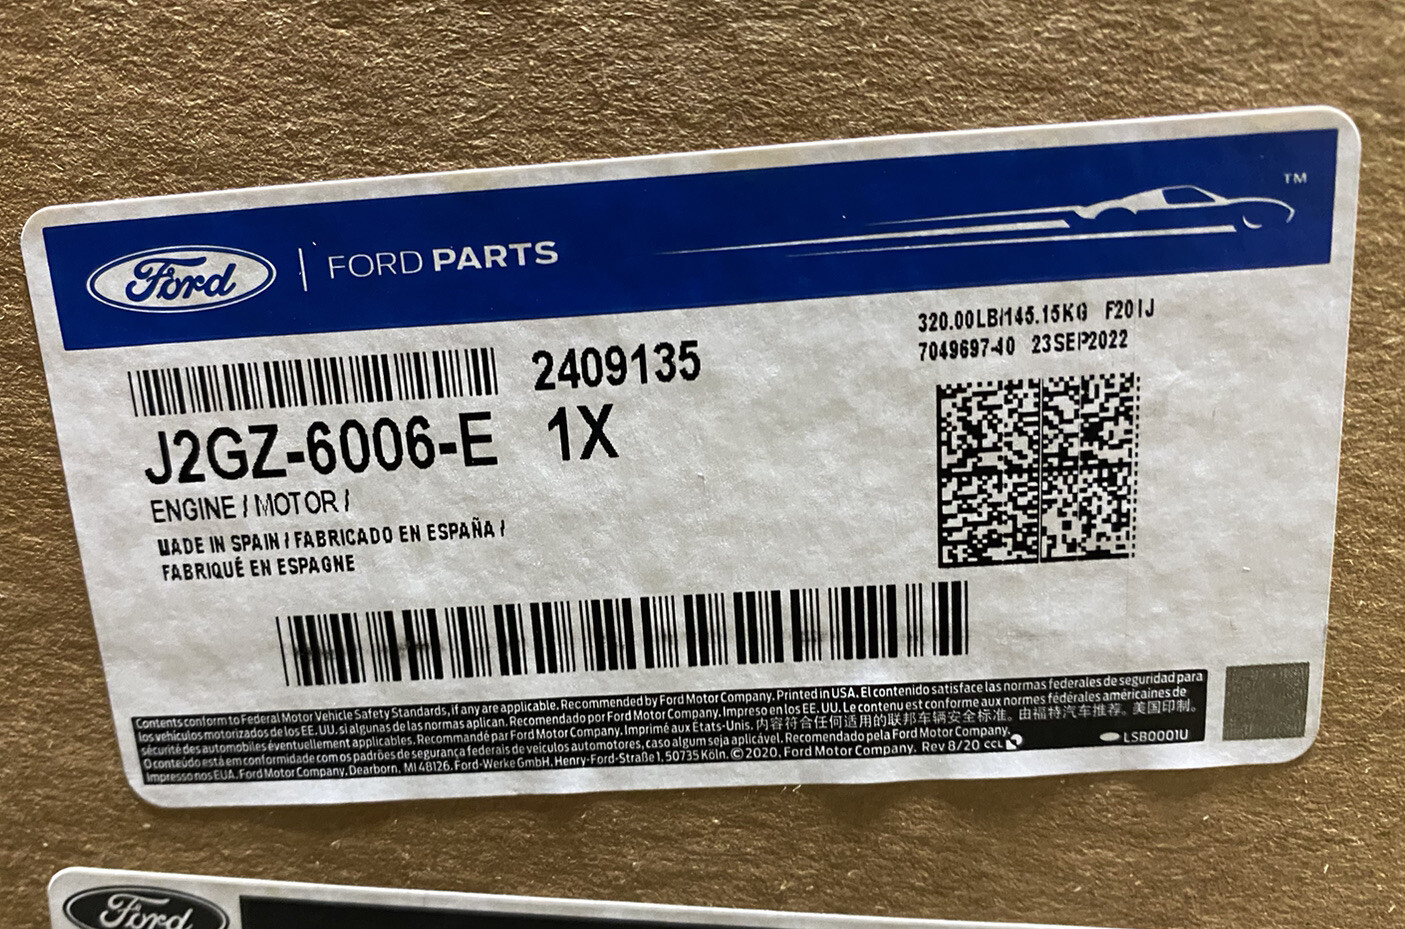 Ford | FORD PARTS TM
320.00LB/145.15KG F20IJ
7049697-40 23SEP2022
2409135
J2GZ-6006-E 1X
ENGINE / MOTOR /
MADE IN SPAIN / FABRICADO EN ESPAÑA /
FABRIQUÉ EN ESPAGNE
Contents conform to Federal Motor Vehicle Safety Standards, if any are applicable. Recommended by Ford Motor Company. Printed in USA. El contenido satisface las normas federales de seguridad para
los vehículos motorizados de los EE. UU. si algunas de las normas aplican. Recomendado por Ford Motor Company. Impreso en los EE. UU. Le contenu est conforme aux normes fédérales américaines de
sécurité des automobiles éventuellement applicables. Recommandé par Ford Motor Company. Imprimé aux États-Unis. 内容符合任何适用的联邦车辆安全标准。由福特汽车推荐。美国印制。
O conteúdo está em conformidade com os padrões de segurança federais de veículos automotores, caso algum seja aplicável. Recomendado pela Ford Motor Company.
Impresso nos EUA. Ford Motor Company, Dearborn, MI 48126. Ford-Werke GmbH, Henry-Ford-Straße 1, 50735 Köln. ©2020, Ford Motor Company. Rev 8/20 CCL
LSB0001U
Ford